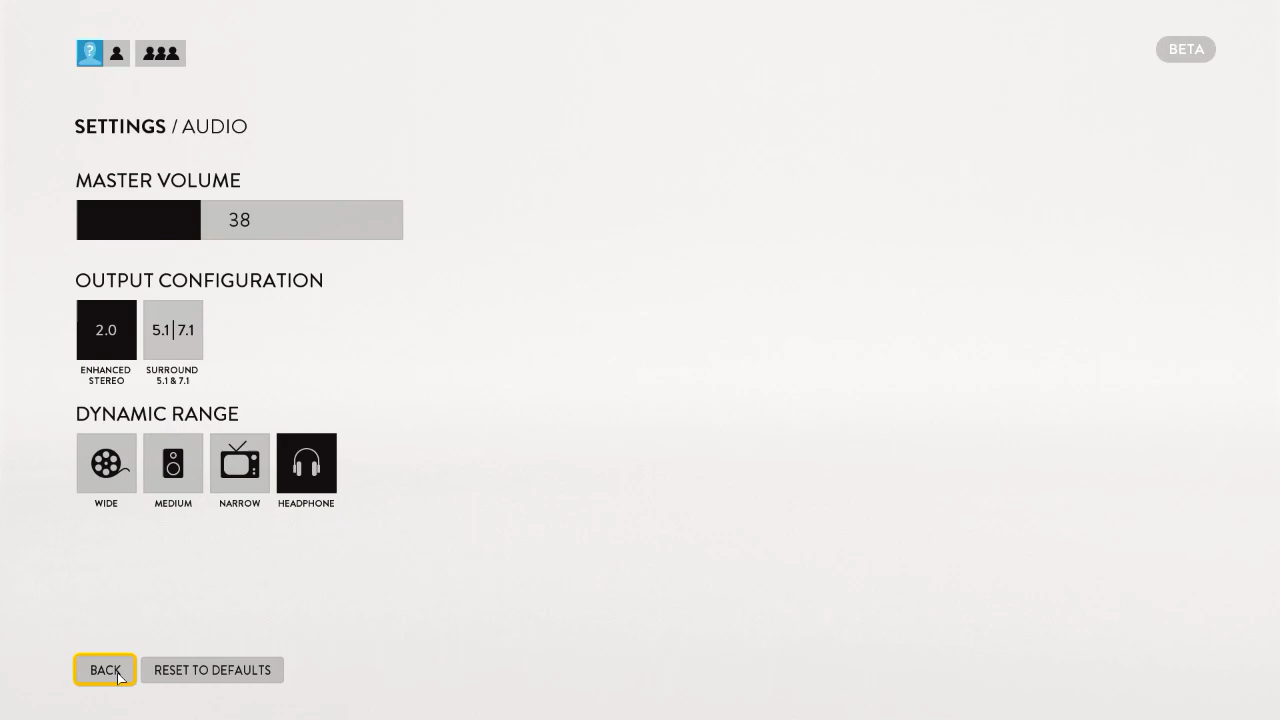 ?
BETA
SETTINGS / AUDIO
MASTER VOLUME
38
OUTPUT CONFIGURATION
2.0
5.1|7.1
ENHANCED
STEREO
SURROUND
5.1 & 7.1
DYNAMIC RANGE
WIDE
MEDIUM
NARROW
HEADPHONE
BACK
RESET TO DEFAULTS